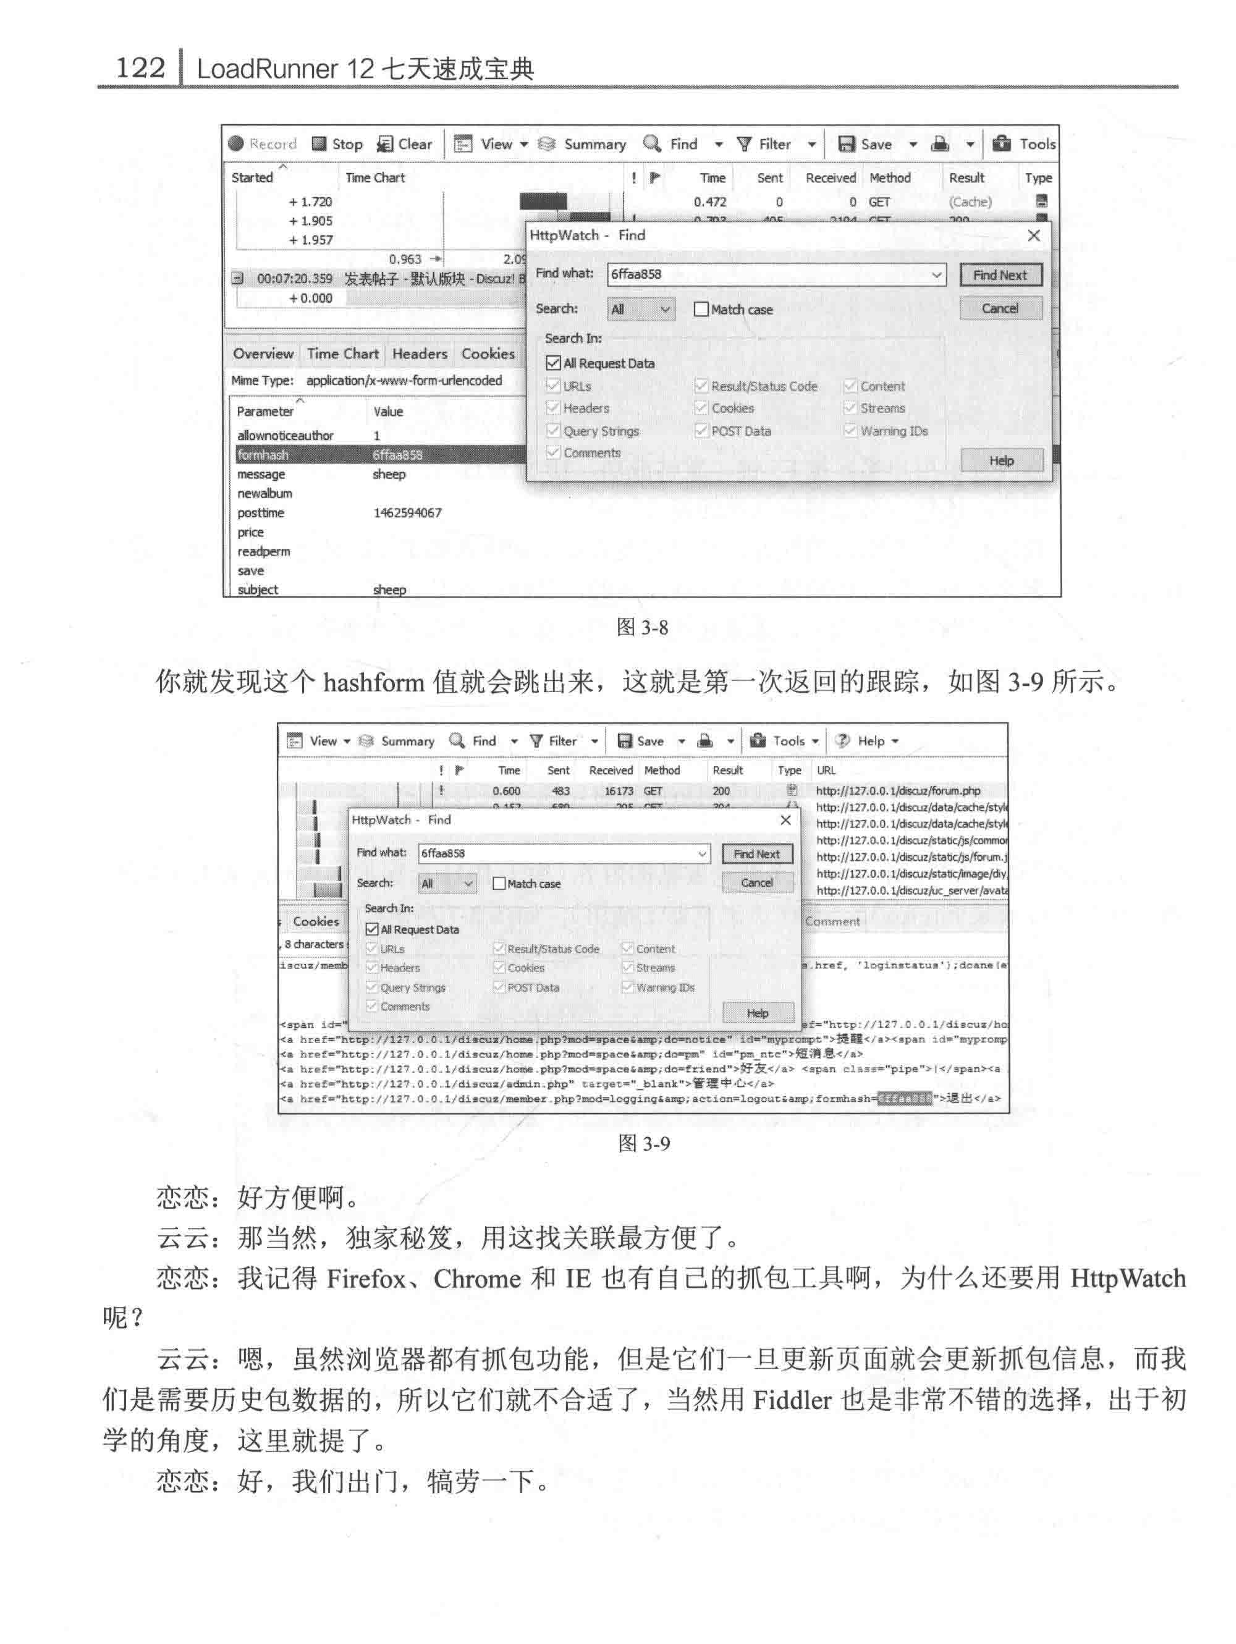 122 LoadRunner 12 七天速成宝典
Record Stop Clear View Summary Find Filter Save Tools
Started Time Chart ! Time Sent Received Method Result Type
+ 1.720 0.472 0 0 GET (Cache)
+ 1.905
+ 1.957
0.963 2.09
00:07:20.359 发表帖子 - 默认版块 - Discuz! B
+ 0.000
HttpWatch - Find
Find what: 6ffaa858 Find Next
Search: All Match case Cancel
Search In:
All Request Data
URLs Result/Status Code Content
Headers Cookies Streams
Query Strings POST Data Warning IDs
Comments
Help
Overview Time Chart Headers Cookies
Mime Type: application/x-www-form-urlencoded
Parameter Value
allownoticeauthor 1
formhash 6ffaa858
message sheep
newalbum
posttime 1462594067
price
readperm
save
subject sheep
图 3-8
你就发现这个 hashform 值就会跳出来，这就是第一次返回的跟踪，如图 3-9 所示。
View Summary Find Filter Save Tools Help
! Time Sent Received Method Result Type URL
! 0.600 483 16173 GET 200 http://127.0.0.1/discuz/forum.php
http://127.0.0.1/discuz/data/cache/style
http://127.0.0.1/discuz/data/cache/style
http://127.0.0.1/discuz/static/js/commor
http://127.0.0.1/discuz/static/js/forum.j
http://127.0.0.1/discuz/static/image/diy
http://127.0.0.1/discuz/uc_server/avata
HttpWatch - Find
Find what: 6ffaa858 Find Next
Search: All Match case Cancel
Search In:
All Request Data
URLs Result/Status Code Content
Headers Cookies Streams
Query Strings POST Data Warning IDs
Comments
Help
Cookies Comment
, 8 characters
iscuz/memb s.href, 'loginstatus');doane(e
<span id=" ef="http://127.0.0.1/discuz/ho
<a href="http://127.0.0.1/discuz/home.php?mod=space&amp;do=notice" id="myprompt">提醒</a><span id="mypromp
<a href="http://127.0.0.1/discuz/home.php?mod=space&amp;do=pm" id="pm_ntc">短消息</a>
<a href="http://127.0.0.1/discuz/home.php?mod=space&amp;do=friend">好友</a> <span class="pipe">|</span><a
<a href="http://127.0.0.1/discuz/admin.php" target="_blank">管理中心</a>
<a href="http://127.0.0.1/discuz/member.php?mod=logging&amp;action=logout&amp;formhash=6ffaa858">退出</a>
图 3-9
恋恋：好方便啊。
云云：那当然，独家秘笈，用这找关联最方便了。
恋恋：我记得 Firefox、Chrome 和 IE 也有自己的抓包工具啊，为什么还要用 HttpWatch
呢？
云云：嗯，虽然浏览器都有抓包功能，但是它们一旦更新页面就会更新抓包信息，而我
们是需要历史包数据的，所以它们就不合适了，当然用 Fiddler 也是非常不错的选择，出于初
学的角度，这里就提了。
恋恋：好，我们出门，犒劳一下。